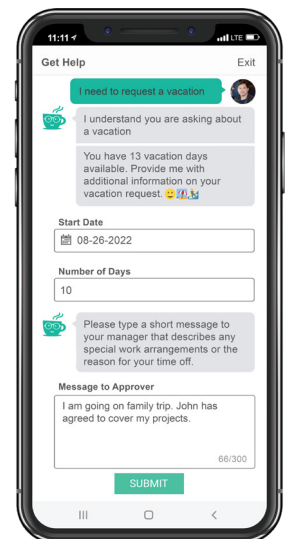 11:11
LTE
Get Help
Exit
I need to request a vacation
I understand you are asking about
a vacation
You have 13 vacation days
available. Provide me with
additional information on your
vacation request.
Start Date
08-26-2022
Number of Days
10
Please type a short message to
your manager that describes any
special work arrangements or the
reason for your time off.
Message to Approver
I am going on family trip. John has
agreed to cover my projects.
66/300
SUBMIT